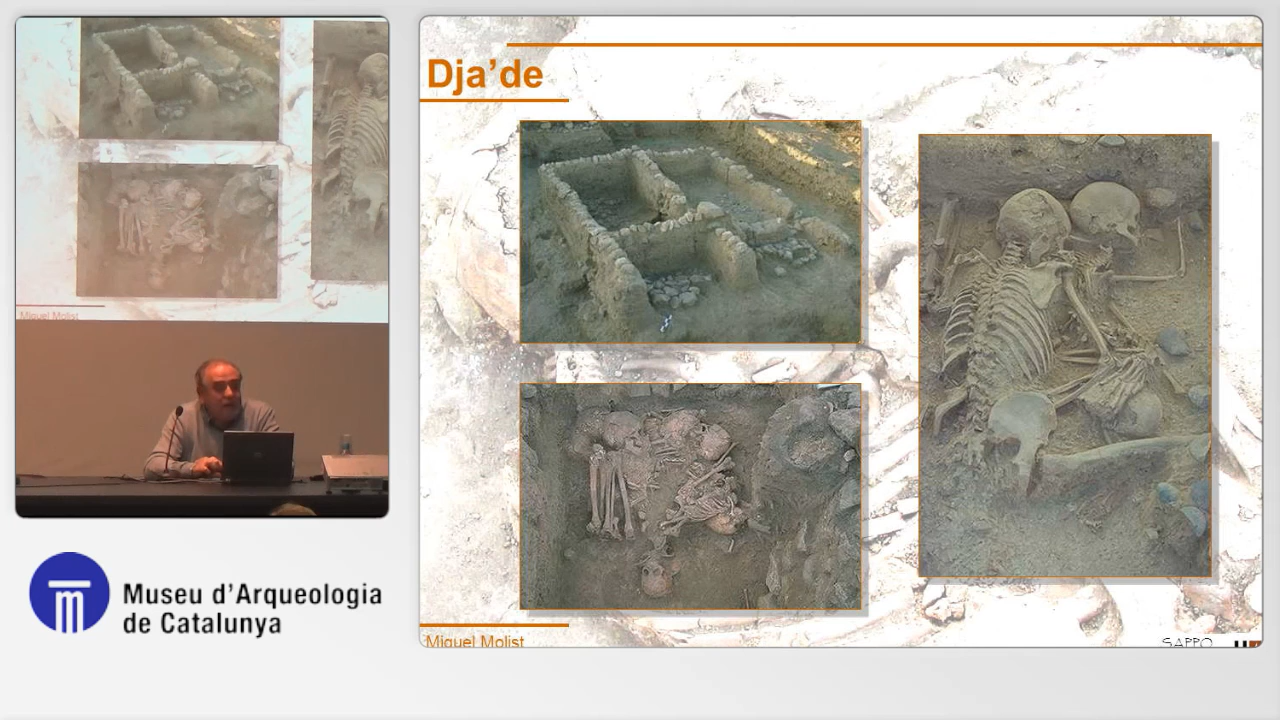 Miquel Molist
Museu d'Arqueologia
de Catalunya
Dja'de
Miquel Molist
SAPPO